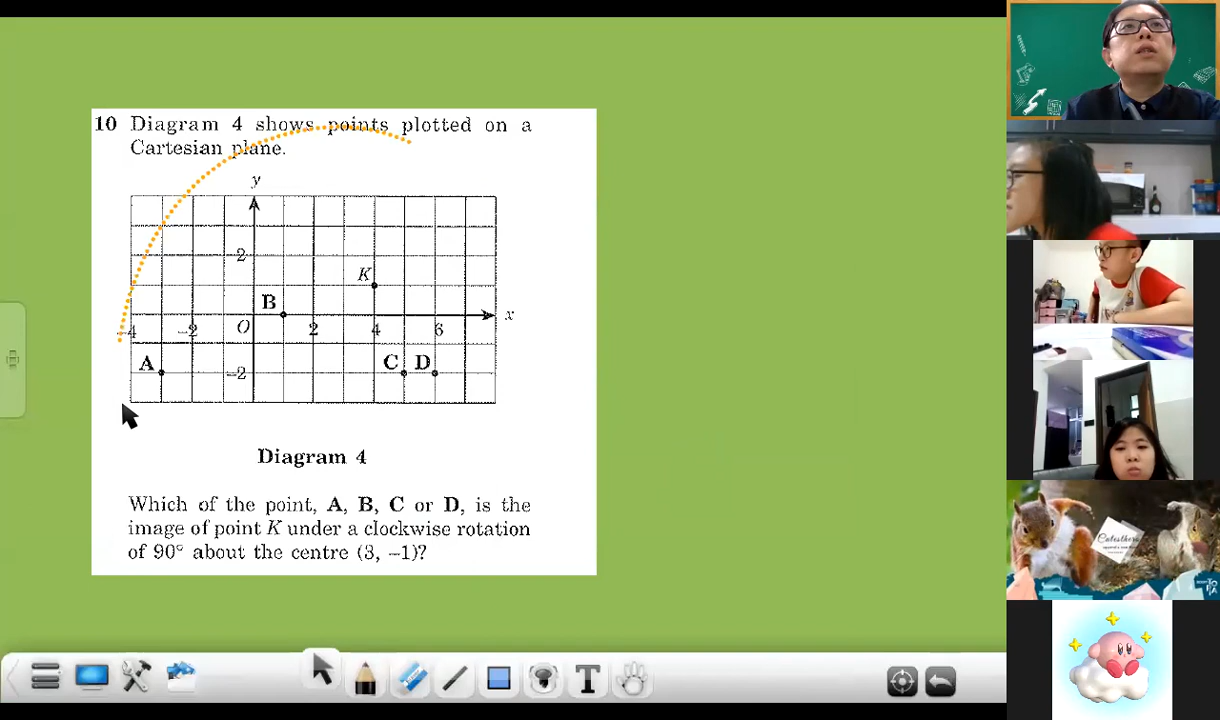 10 Diagram 4 shows points plotted on a
Cartesian plane.
y
2
K
B
-4 -2 O 2 4 6 x
A C D
-2
Diagram 4
Which of the point, A, B, C or D, is the
image of point K under a clockwise rotation
of 90° about the centre (3, –1)?
T